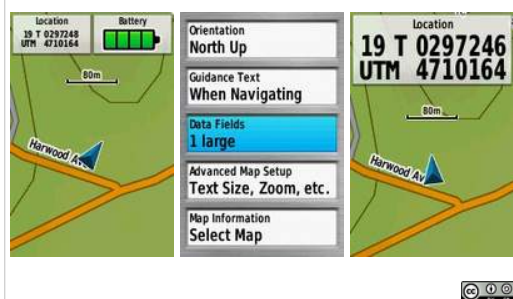 Location
19 T 0297248
UTM 4710164
Battery
80m
Harwood Av
Orientation
North Up
Guidance Text
When Navigating
Data Fields
1 large
Advanced Map Setup
Text Size, Zoom, etc.
Map Information
Select Map
Location
19 T 0297246
UTM 4710164
80m
Harwood Av
cc